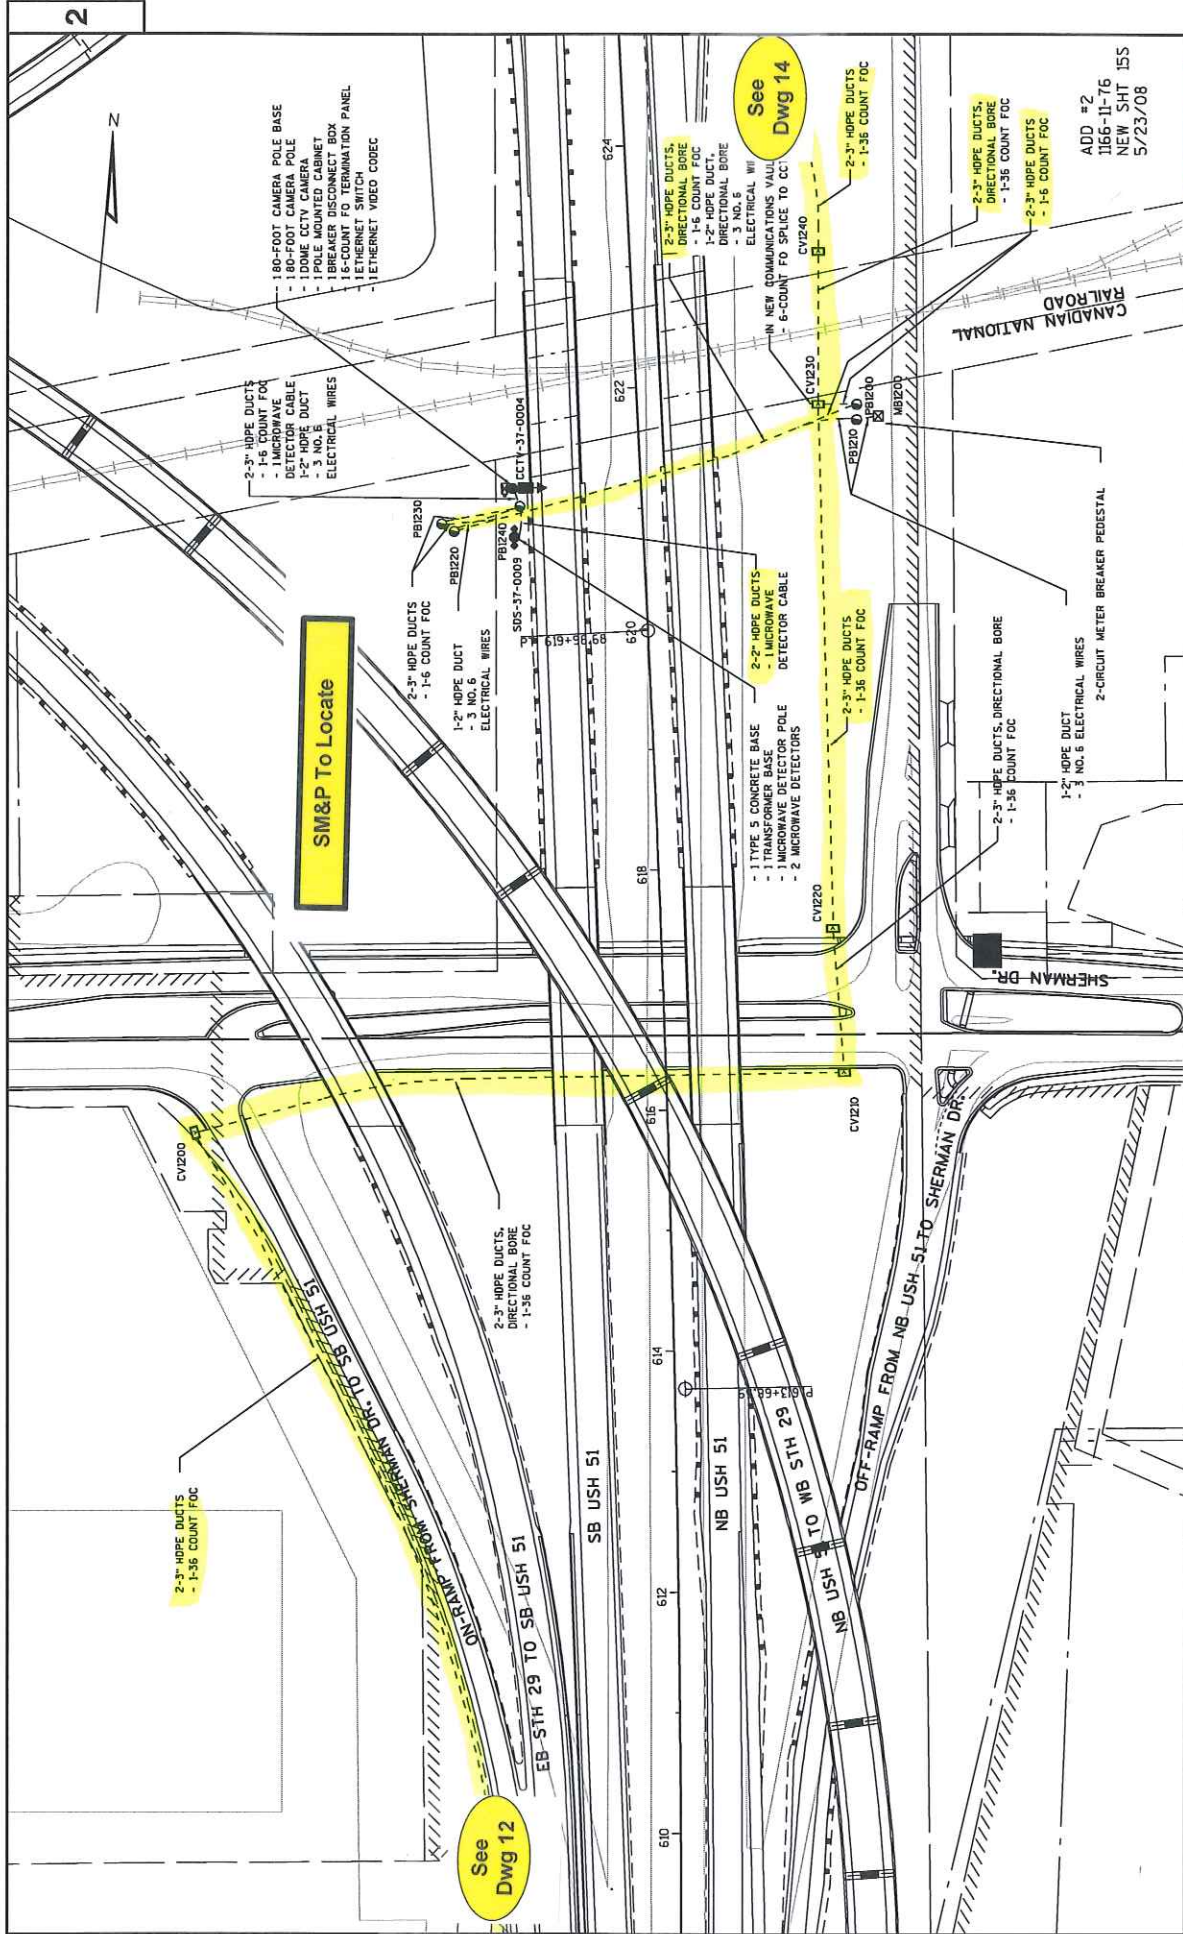 2
N
- 180-FOOT CAMERA POLE BASE
- 180-FOOT CAMERA POLE
- 1 DOME CCTV CAMERA
- 1 POLE MOUNTED CABINET
- 1 BREAKER DISCONNECT BOX
- 16-COUNT FO TERMINATION PANEL
- 1 ETHERNET SWITCH
- 1 ETHERNET VIDEO CODEC
2-3" HDPE DUCTS
- 1-6 COUNT FOC
- 1 MICROWAVE
DETECTOR CABLE
1-2" HDPE DUCT
- 3 NO. 6
ELECTRICAL WIRES
SM&P To Locate
PB1230
PB1220
PB1240
CCTV-37-0004
SDS-37-0009
2-3" HDPE DUCTS
- 1-6 COUNT FOC
1-2" HDPE DUCT
- 3 NO. 6
ELECTRICAL WIRES
See
Dwg 14
2-3" HDPE DUCTS,
DIRECTIONAL BORE
- 1-6 COUNT FOC
1-2" HDPE DUCT,
DIRECTIONAL BORE
- 3 NO. 6
ELECTRICAL WIR
IN NEW COMMUNICATIONS VAUL
- 6-COUNT FO SPLICE TO CCT
2-3" HDPE DUCTS
- 1-36 COUNT FOC
CV1240
CV1230
2-3" HDPE DUCTS,
DIRECTIONAL BORE
- 1-36 COUNT FOC
2-3" HDPE DUCTS
- 1-6 COUNT FOC
CANADIAN NATIONAL
RAILROAD
PB1200
PB1210
MB1200
624
622
620
618
616
614
612
610
P 619+96.68
P 613+68.59
2-2" HDPE DUCTS
- 1 MICROWAVE
DETECTOR CABLE
- 1 TYPE 5 CONCRETE BASE
- 1 TRANSFORMER BASE
- 1 MICROWAVE DETECTOR POLE
- 2 MICROWAVE DETECTORS
2-3" HDPE DUCTS
- 1-36 COUNT FOC
2-CIRCUIT METER BREAKER PEDESTAL
1-2" HDPE DUCT
- 3 NO. 6 ELECTRICAL WIRES
2-3" HDPE DUCTS, DIRECTIONAL BORE
- 1-36 COUNT FOC
CV1220
SHERMAN DR.
CV1210
CV1200
2-3" HDPE DUCTS,
DIRECTIONAL BORE
- 1-36 COUNT FOC
2-3" HDPE DUCTS
- 1-36 COUNT FOC
ON-RAMP FROM SHERMAN DR. TO SB USH 51
EB STH 29 TO SB USH 51
SB USH 51
NB USH 51
NB USH 5 TO WB STH 29
OFF-RAMP FROM NB USH 51 TO SHERMAN DR.
See
Dwg 12
ADD #2
1166-11-76
NEW SHT 15S
5/23/08